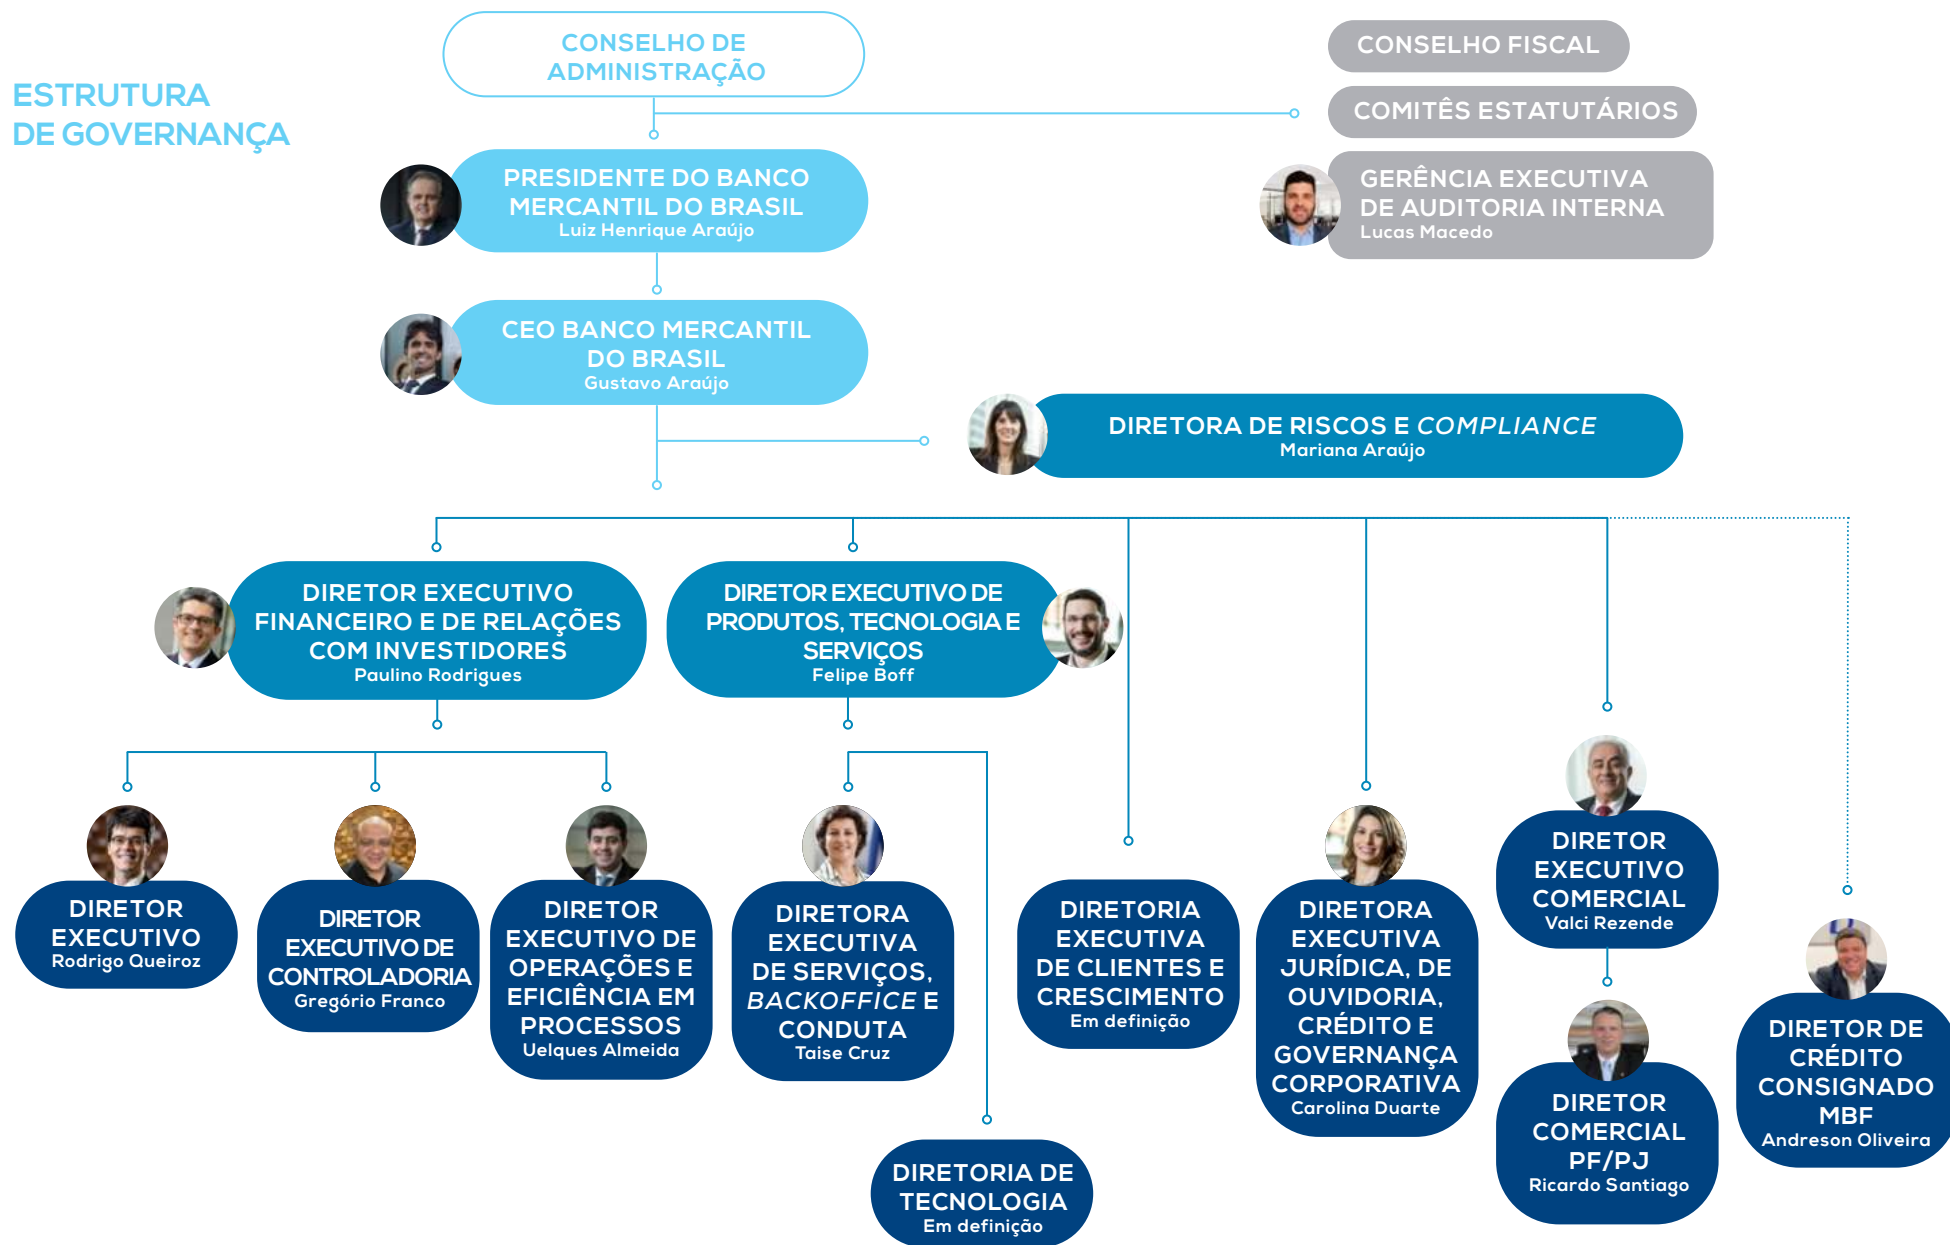 ESTRUTURA
DE GOVERNANÇA
CONSELHO DE
ADMINISTRAÇÃO
CONSELHO FISCAL
COMITÊS ESTATUTÁRIOS
GERÊNCIA EXECUTIVA
DE AUDITORIA INTERNA
Lucas Macedo
PRESIDENTE DO BANCO
MERCANTIL DO BRASIL
Luiz Henrique Araújo
CEO BANCO MERCANTIL
DO BRASIL
Gustavo Araújo
DIRETORA DE RISCOS E COMPLIANCE
Mariana Araújo
DIRETOR EXECUTIVO
FINANCEIRO E DE RELAÇÕES
COM INVESTIDORES
Paulino Rodrigues
DIRETOR EXECUTIVO DE
PRODUTOS, TECNOLOGIA E
SERVIÇOS
Felipe Boff
DIRETOR
EXECUTIVO
Rodrigo Queiroz
DIRETOR
EXECUTIVO DE
CONTROLADORIA
Gregório Franco
DIRETOR
EXECUTIVO DE
OPERAÇÕES E
EFICIÊNCIA EM
PROCESSOS
Uelques Almeida
DIRETORA
EXECUTIVA
DE SERVIÇOS,
BACKOFFICE E
CONDUTA
Taise Cruz
DIRETORIA DE
TECNOLOGIA
Em definição
DIRETORIA
EXECUTIVA
DE CLIENTES E
CRESCIMENTO
Em definição
DIRETORA
EXECUTIVA
JURÍDICA, DE
OUVIDORIA,
CRÉDITO E
GOVERNANÇA
CORPORATIVA
Carolina Duarte
DIRETOR
EXECUTIVO
COMERCIAL
Valci Rezende
DIRETOR
COMERCIAL
PF/PJ
Ricardo Santiago
DIRETOR DE
CRÉDITO
CONSIGNADO
MBF
Andreson Oliveira